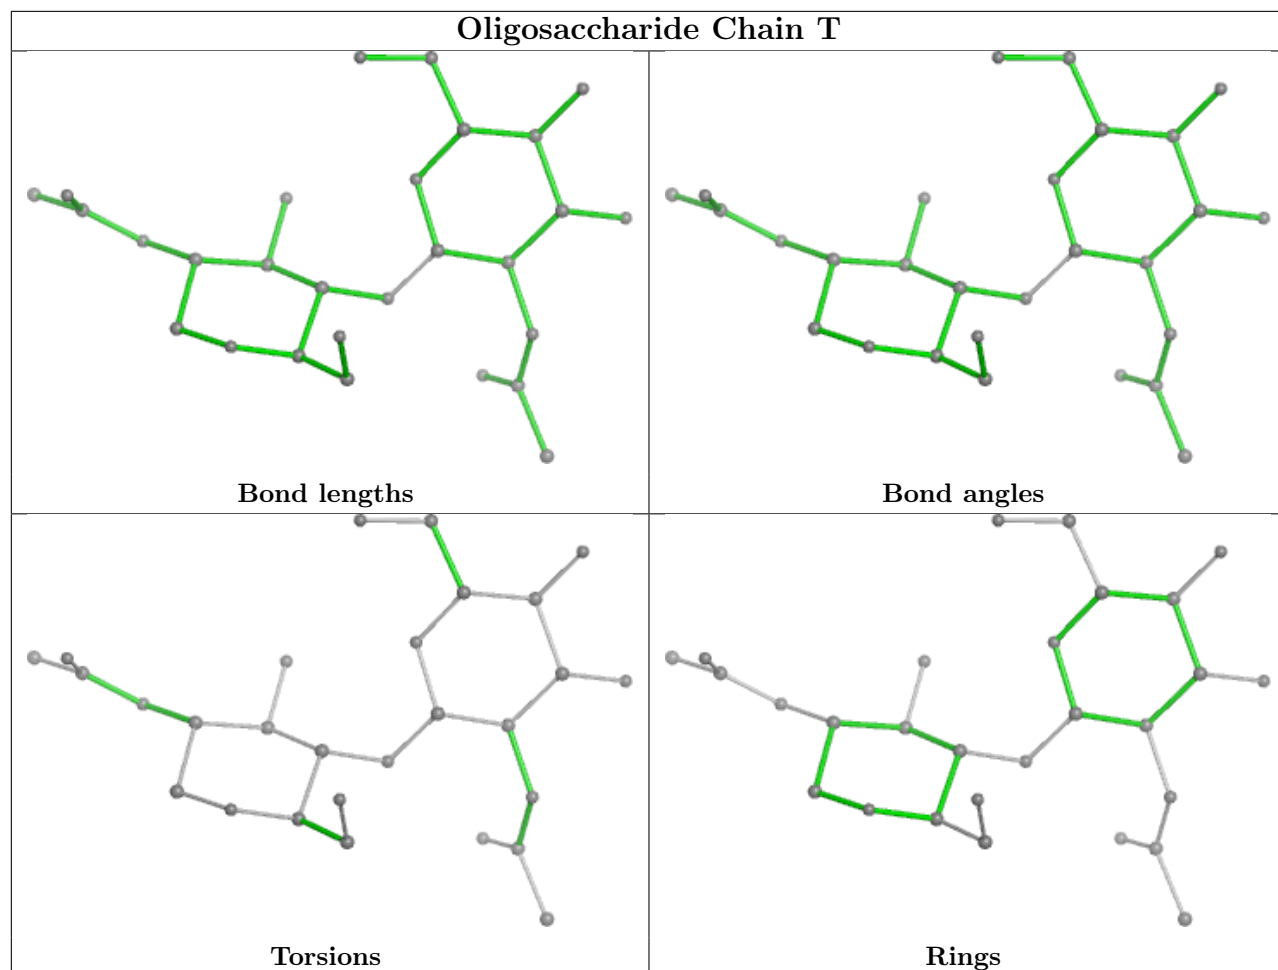 Oligosaccharide Chain T
Bond lengths
Bond angles
Torsions
Rings